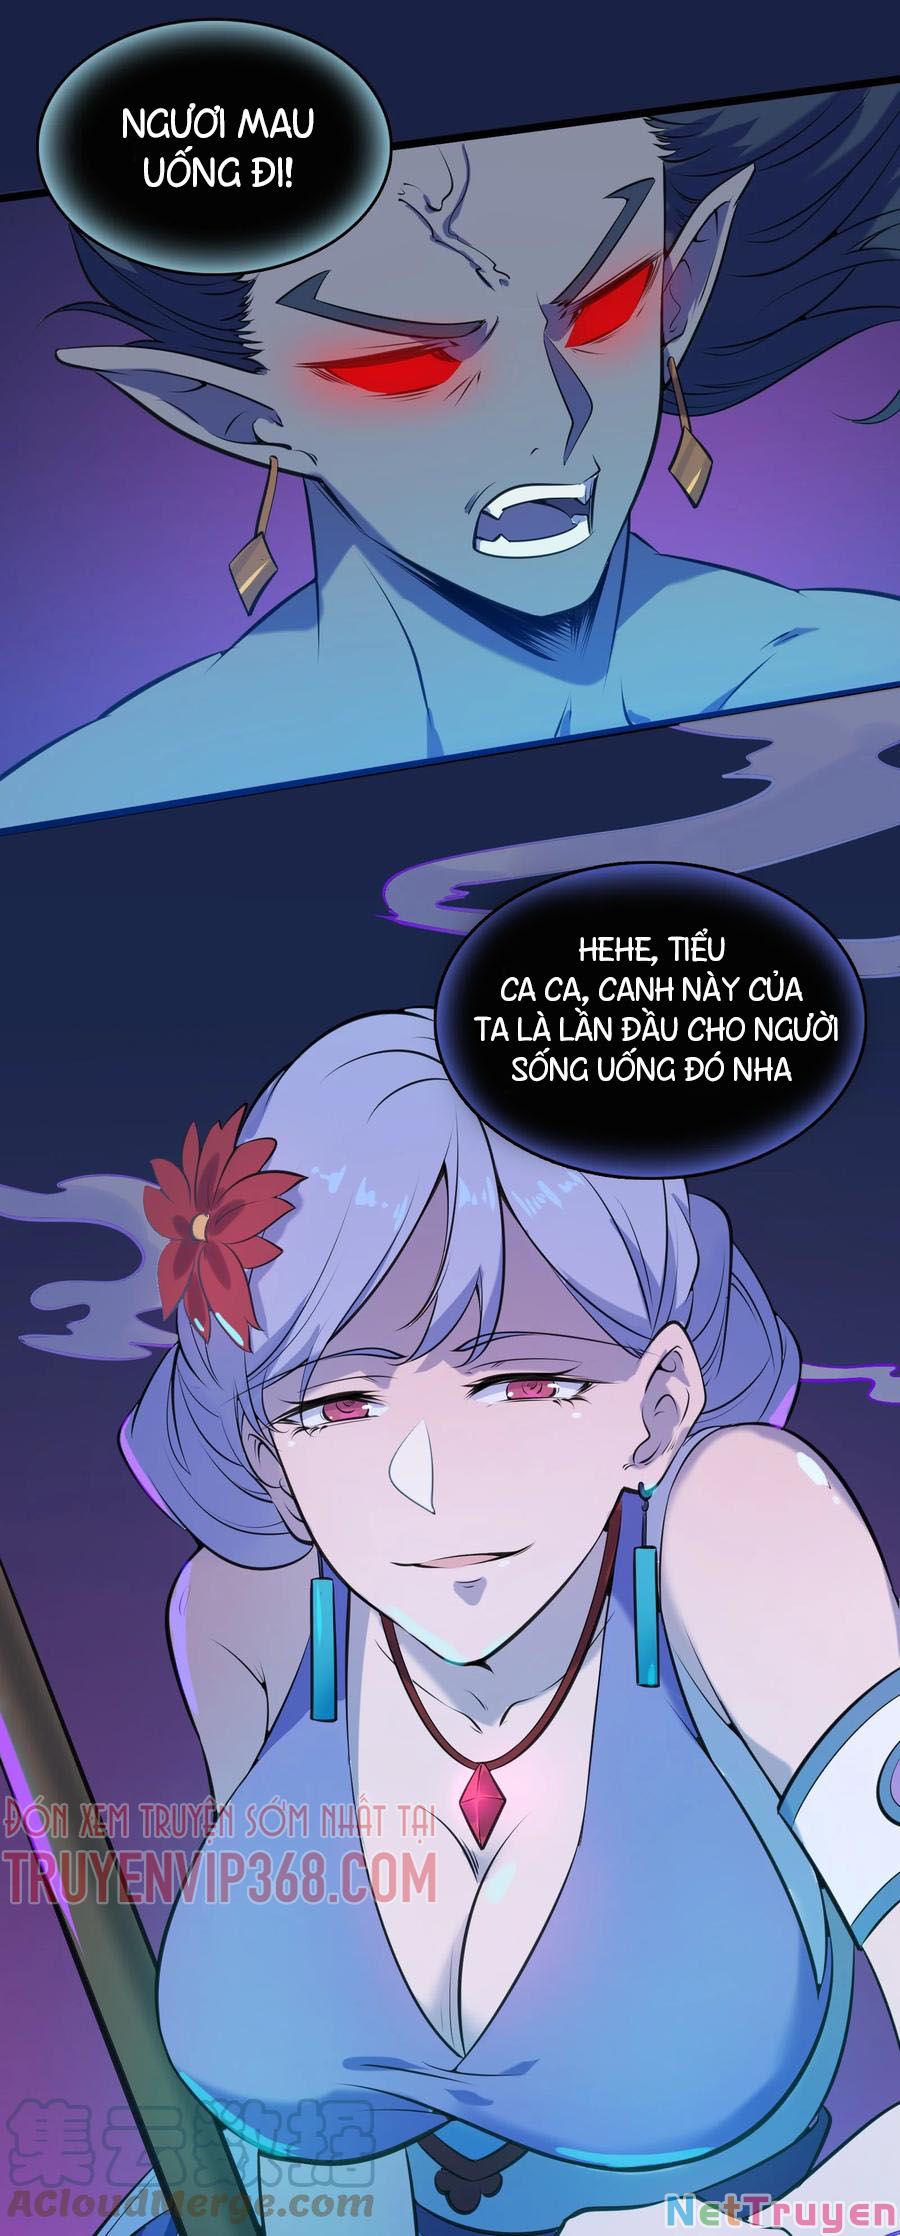 NGƯƠI MAU
UỐNG ĐI!
HEHE, TIỂU
CA CA, CANH NÀY CỦA
TA LÀ LẦN ĐẦU CHO NGƯỜI
SỐNG UỐNG ĐÓ NHA
ĐÓN XEM TRUYỆN SỚM NHẤT TẠI
TRUYENVIP368.COM
集云数据
ACloudMerge.com
NetTruyen